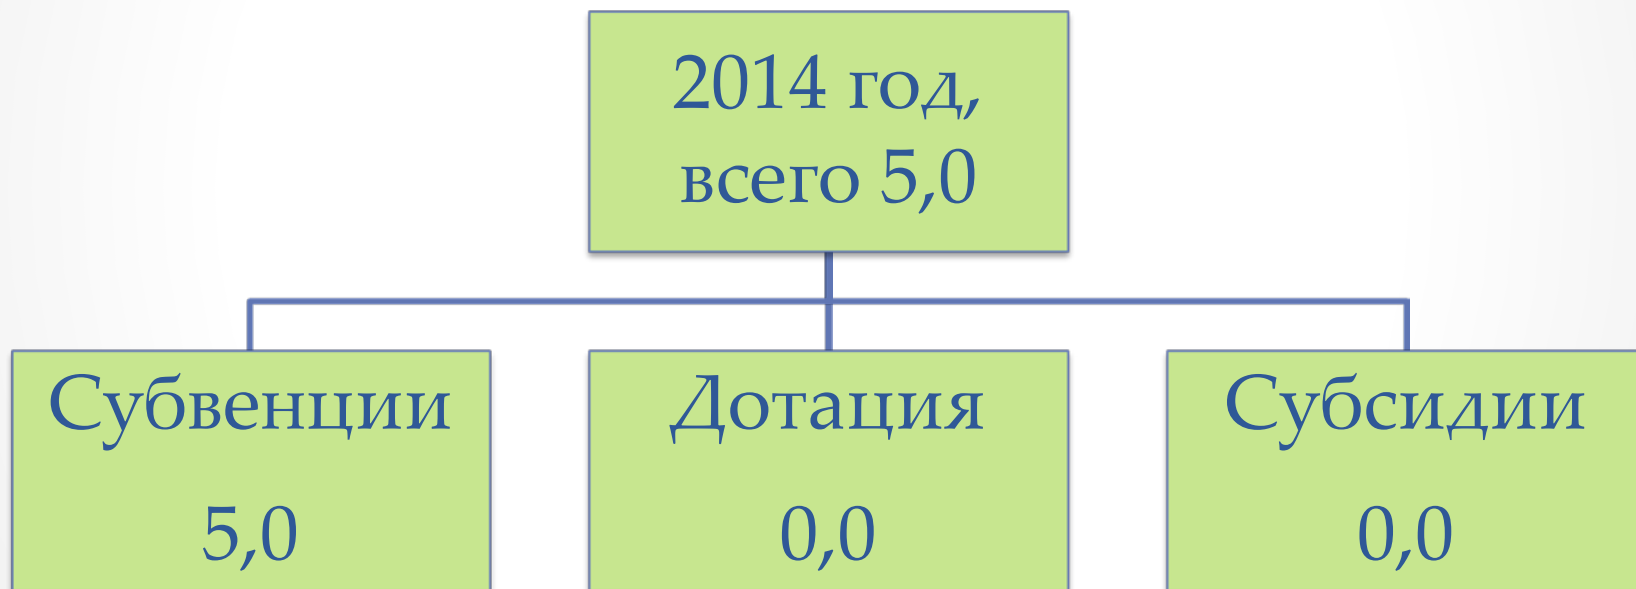 2014 год,
всего 5,0
Субвенции
5,0
Дотация
0,0
Субсидии
0,0